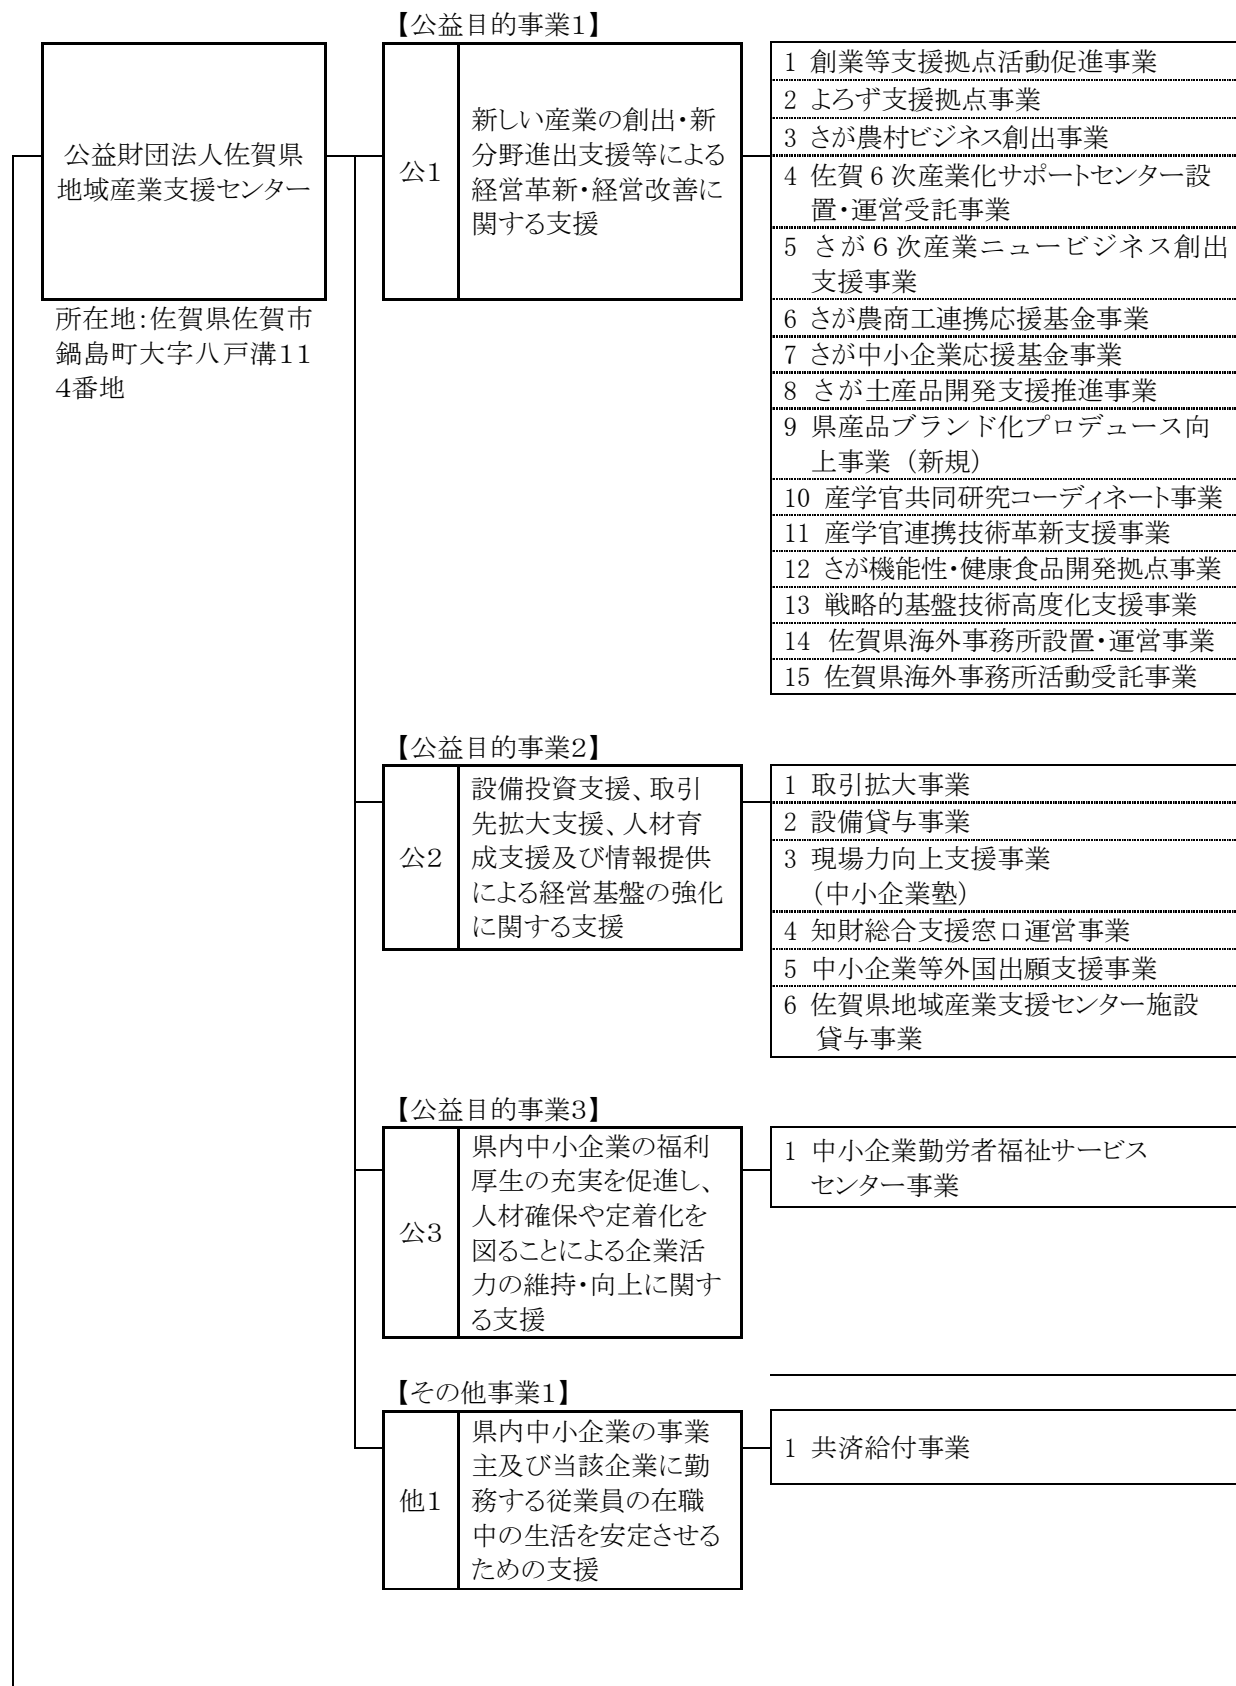 公益財団法人佐賀県
地域産業支援センター
所在地:佐賀県佐賀市
鍋島町大字八戸溝11
4番地
【公益目的事業1】
公1
新しい産業の創出・新
分野進出支援等による
経営革新・経営改善に
関する支援
1 創業等支援拠点活動促進事業
2 よろず支援拠点事業
3 さが農村ビジネス創出事業
4 佐賀6次産業化サポートセンター設
置・運営受託事業
5 さが6次産業ニュービジネス創出
支援事業
6 さが農商工連携応援基金事業
7 さが中小企業応援基金事業
8 さが土産品開発支援推進事業
9 県産品ブランド化プロデュース向
上事業（新規）
10 産学官共同研究コーディネート事業
11 産学官連携技術革新支援事業
12 さが機能性・健康食品開発拠点事業
13 戦略的基盤技術高度化支援事業
14 佐賀県海外事務所設置・運営事業
15 佐賀県海外事務所活動受託事業
【公益目的事業2】
公2
設備投資支援、取引
先拡大支援、人材育
成支援及び情報提供
による経営基盤の強化
に関する支援
1 取引拡大事業
2 設備貸与事業
3 現場力向上支援事業
（中小企業塾）
4 知財総合支援窓口運営事業
5 中小企業等外国出願支援事業
6 佐賀県地域産業支援センター施設
貸与事業
【公益目的事業3】
公3
県内中小企業の福利
厚生の充実を促進し、
人材確保や定着化を
図ることによる企業活
力の維持・向上に関す
る支援
1 中小企業勤労者福祉サービス
センター事業
【その他事業1】
他1
県内中小企業の事業
主及び当該企業に勤
務する従業員の在職
中の生活を安定させる
ための支援
1 共済給付事業